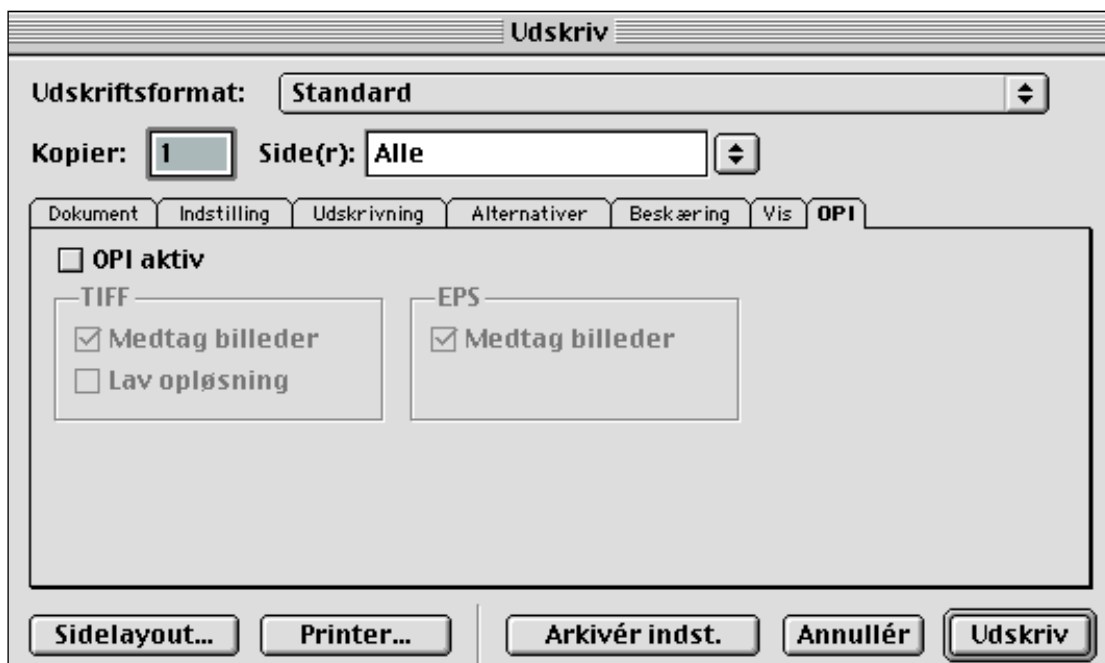 Udskriv
Udskriftsformat: Standard
Kopier: 1 Side(r): Alle
Dokument Indstilling Udskrivning Alternativer Beskæring Vis OPI
OPI aktiv
TIFF EPS
Medtag billeder Medtag billeder
Lav opløsning
Sidelayout... Printer... Arkivér indst. Annullér Udskriv